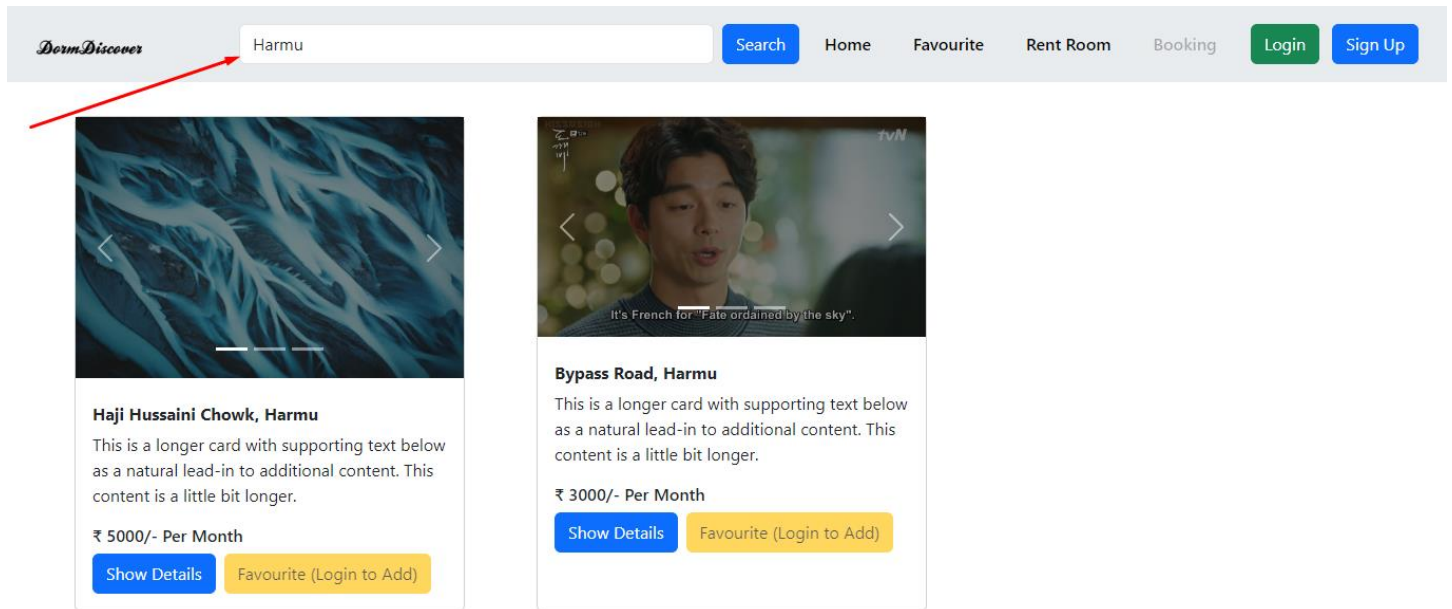 DormDiscover
Harmu
Search
Home
Favourite
Rent Room
Booking
Login
Sign Up
Haji Hussaini Chowk, Harmu
This is a longer card with supporting text below
as a natural lead-in to additional content. This
content is a little bit longer.
₹ 5000/- Per Month
Show Details
Favourite (Login to Add)
tvN
도깨비
It's French for "Fate ordained by the sky".
Bypass Road, Harmu
This is a longer card with supporting text below
as a natural lead-in to additional content. This
content is a little bit longer.
₹ 3000/- Per Month
Show Details
Favourite (Login to Add)